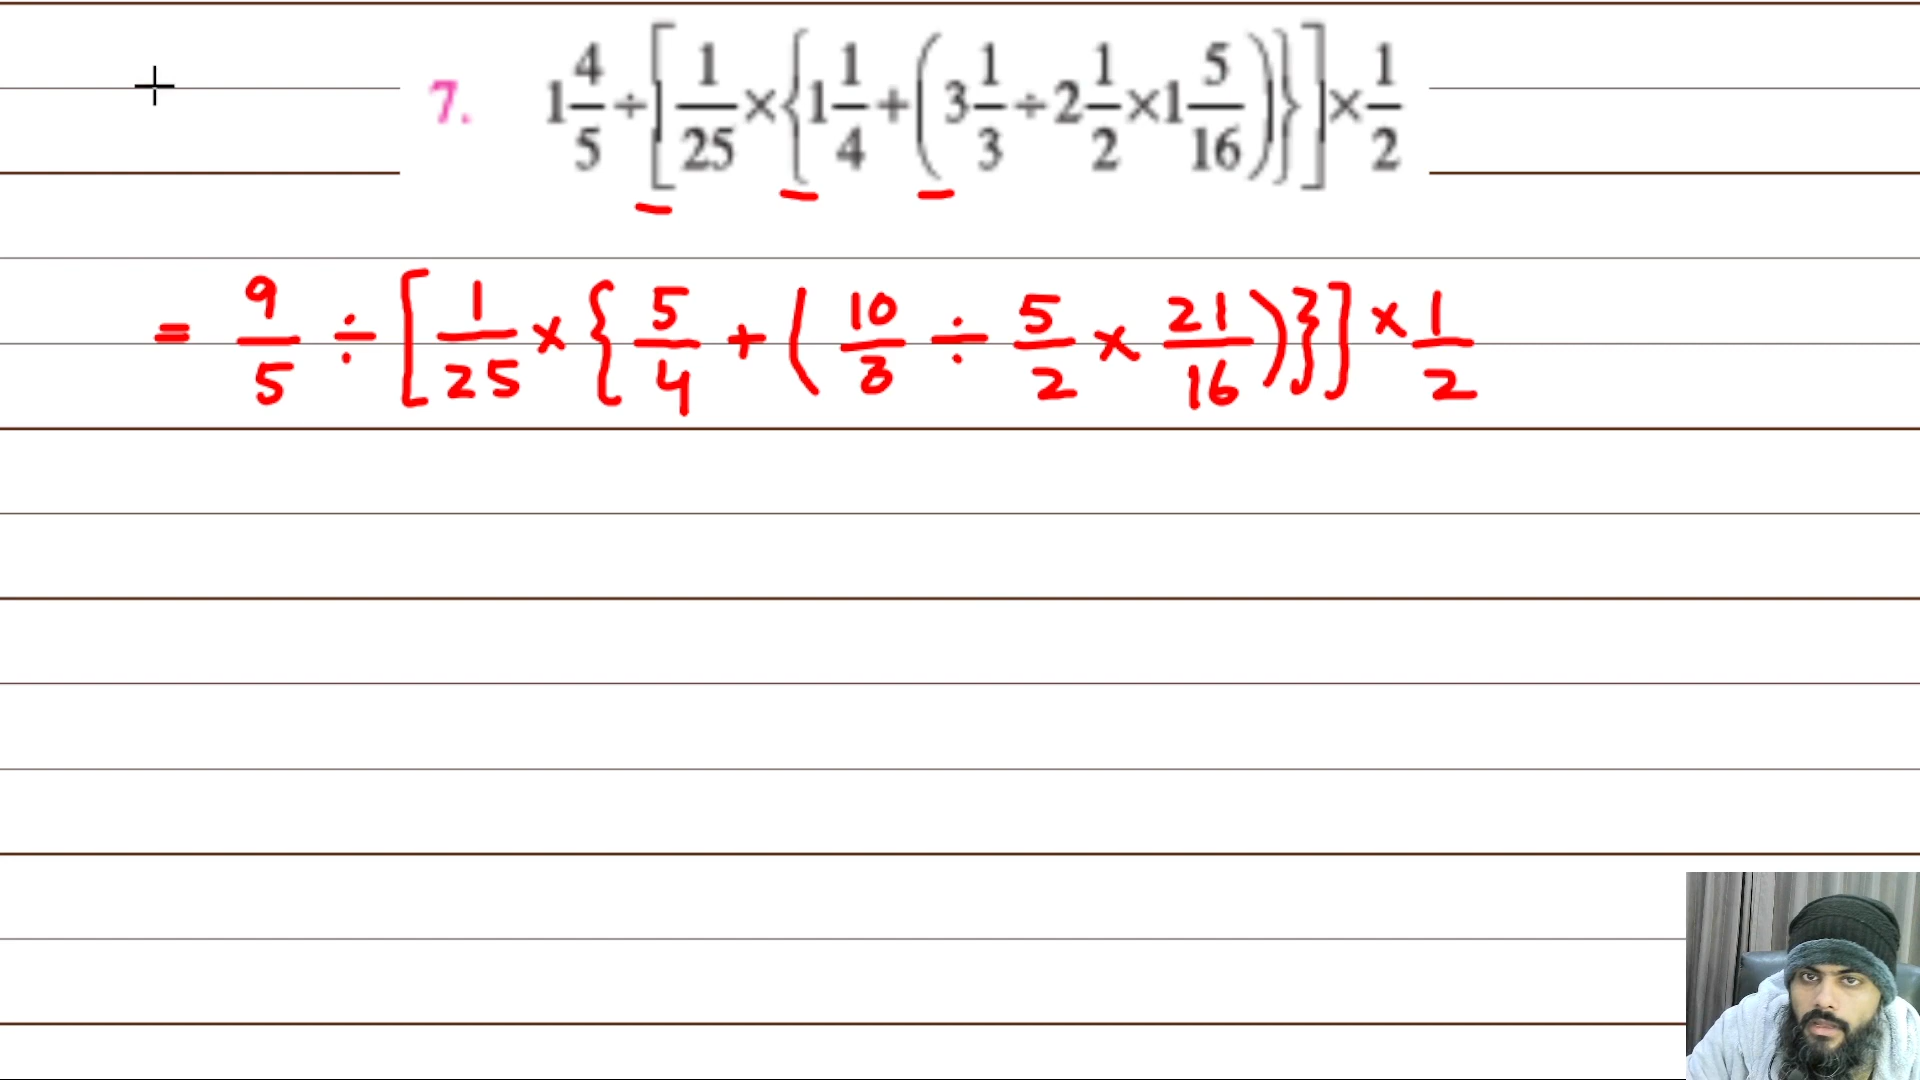 7. 1 4/5 ÷ [1/25 × {1 1/4 + (3 1/3 ÷ 2 1/2 × 1 5/16)}] × 1/2
= 9/5 ÷ [1/25 × {5/4 + (10/3 ÷ 5/2 × 21/16)}] × 1/2